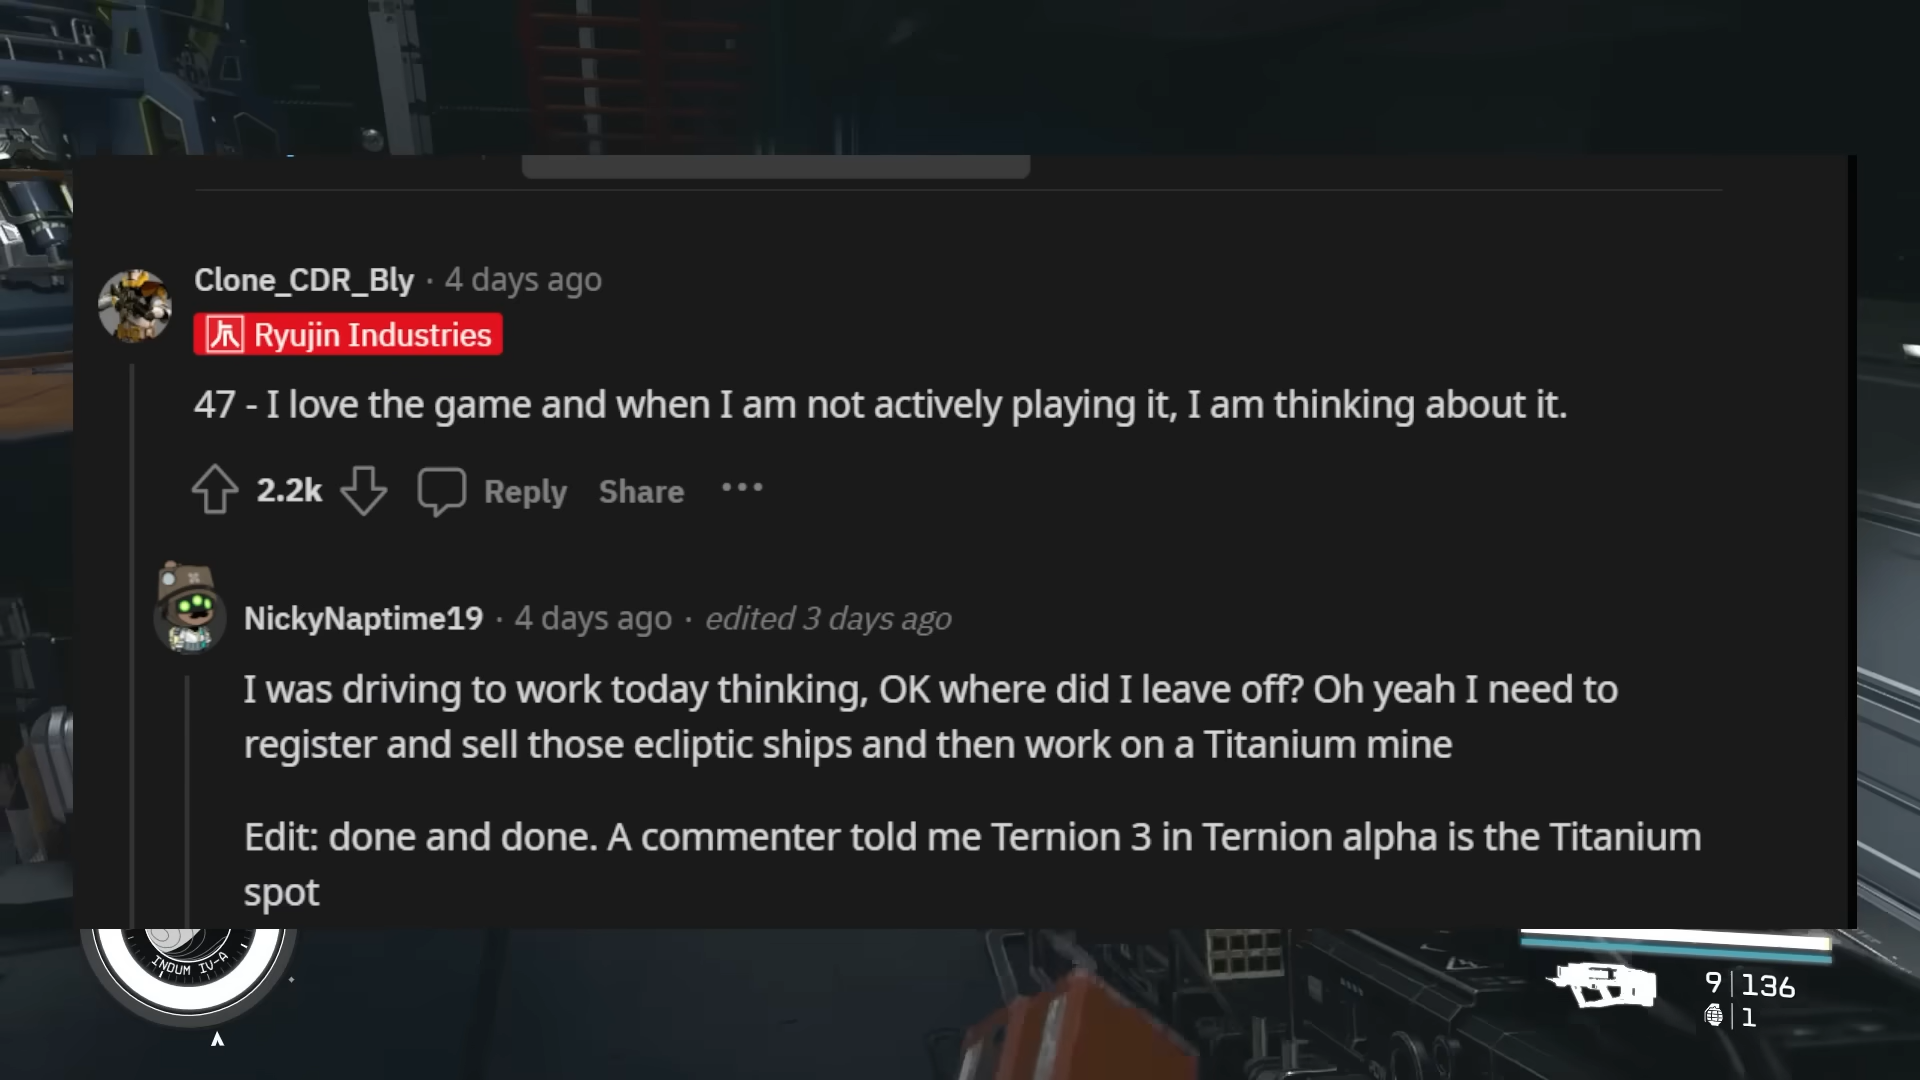 Clone_CDR_Bly · 4 days ago
Ryujin Industries
47 - I love the game and when I am not actively playing it, I am thinking about it.
2.2k Reply Share ···
NickyNaptime19 · 4 days ago · edited 3 days ago
I was driving to work today thinking, OK where did I leave off? Oh yeah I need to
register and sell those ecliptic ships and then work on a Titanium mine
Edit: done and done. A commenter told me Ternion 3 in Ternion alpha is the Titanium
spot
INDUM IV-A
9|136
1